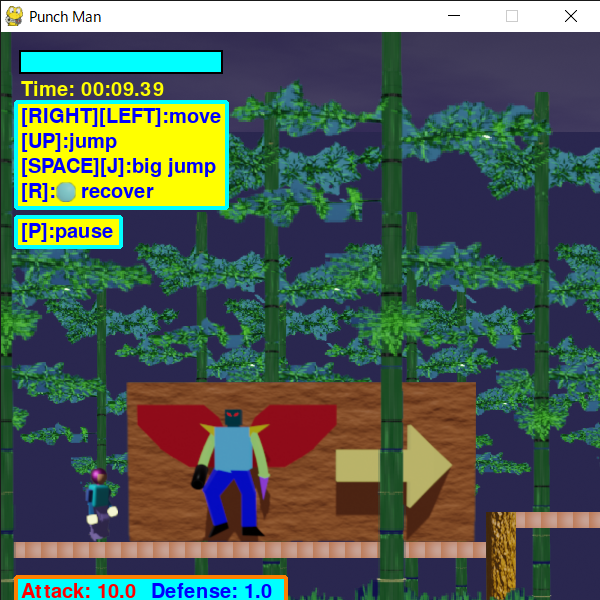 Punch Man
Time: 00:09.39
[RIGHT][LEFT]:move
[UP]:jump
[SPACE][J]:big jump
[R]: recover
[P]:pause
Attack: 10.0 Defense: 1.0